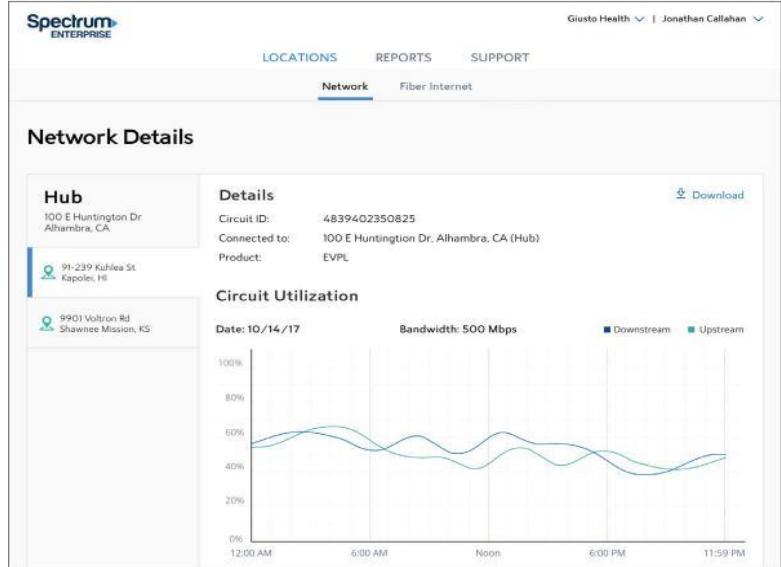 Spectrum
ENTERPRISE
Giusto Health | Jonathan Callahan
LOCATIONS REPORTS SUPPORT
Network Fiber Internet
Network Details
Hub
100 E Huntington Dr
Alhambra, CA
91-239 Kuhlea St
Kapolei, HI
9901 Voltron Rd
Shawnee Mission, KS
Details
Download
Circuit ID: 4839402350825
Connected to: 100 E Huntingtion Dr, Alhambra, CA (Hub)
Product: EVPL
Circuit Utilization
Date: 10/14/17 Bandwidth: 500 Mbps Downstream Upstream
100%
80%
60%
40%
20%
0%
12:00 AM 6:00 AM Noon 6:00 PM 11:59 PM